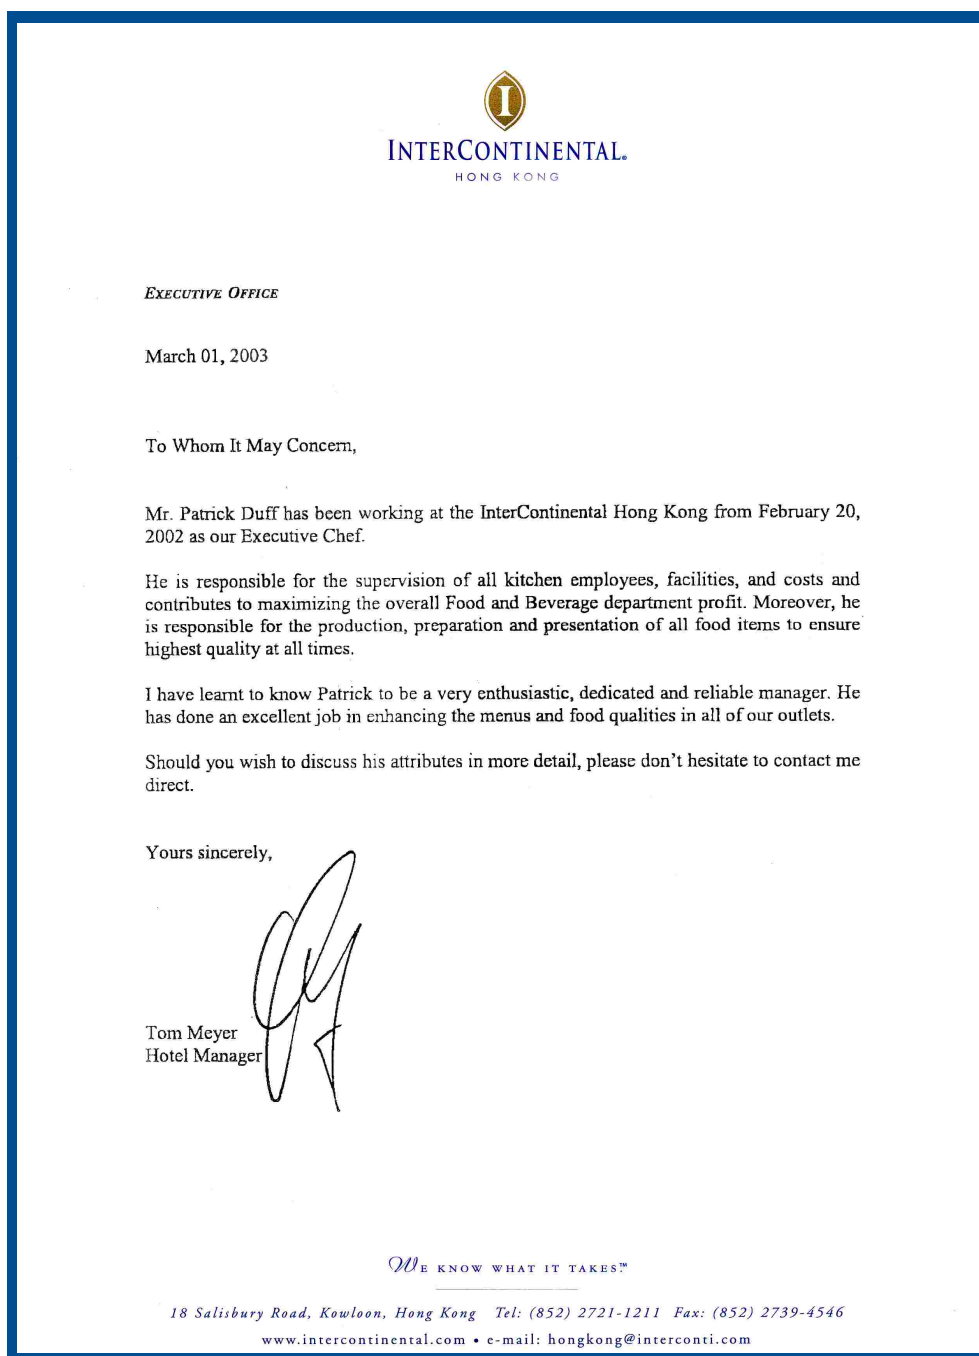 I
INTERCONTINENTAL®
HONG KONG
EXECUTIVE OFFICE
March 01, 2003
To Whom It May Concern,
Mr. Patrick Duff has been working at the InterContinental Hong Kong from February 20,
2002 as our Executive Chef.
He is responsible for the supervision of all kitchen employees, facilities, and costs and
contributes to maximizing the overall Food and Beverage department profit. Moreover, he
is responsible for the production, preparation and presentation of all food items to ensure
highest quality at all times.
I have learnt to know Patrick to be a very enthusiastic, dedicated and reliable manager. He
has done an excellent job in enhancing the menus and food qualities in all of our outlets.
Should you wish to discuss his attributes in more detail, please don't hesitate to contact me
direct.
Yours sincerely,
Tom Meyer
Hotel Manager
WE KNOW WHAT IT TAKES.™
18 Salisbury Road, Kowloon, Hong Kong Tel: (852) 2721-1211 Fax: (852) 2739-4546
www.intercontinental.com • e-mail: hongkong@interconti.com